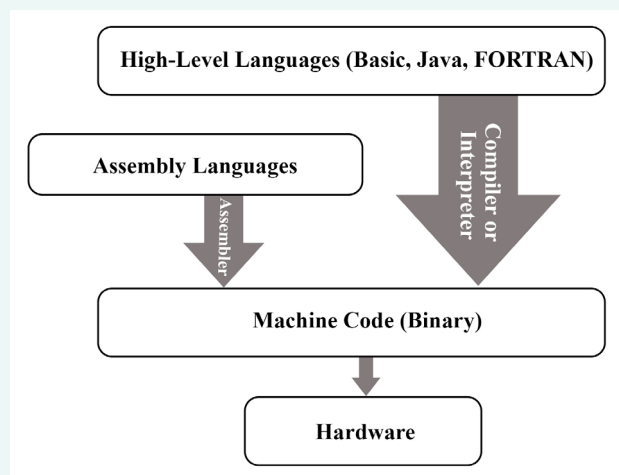 High-Level Languages (Basic, Java, FORTRAN)
Compiler or
Interpreter
Assembly Languages
Assembler
Machine Code (Binary)
Hardware